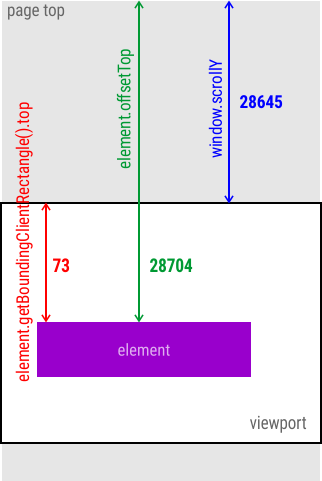 page top
element.getBoundingClientRectangle().top
element.offsetTop
window.scrollY
28645
73
28704
element
viewport